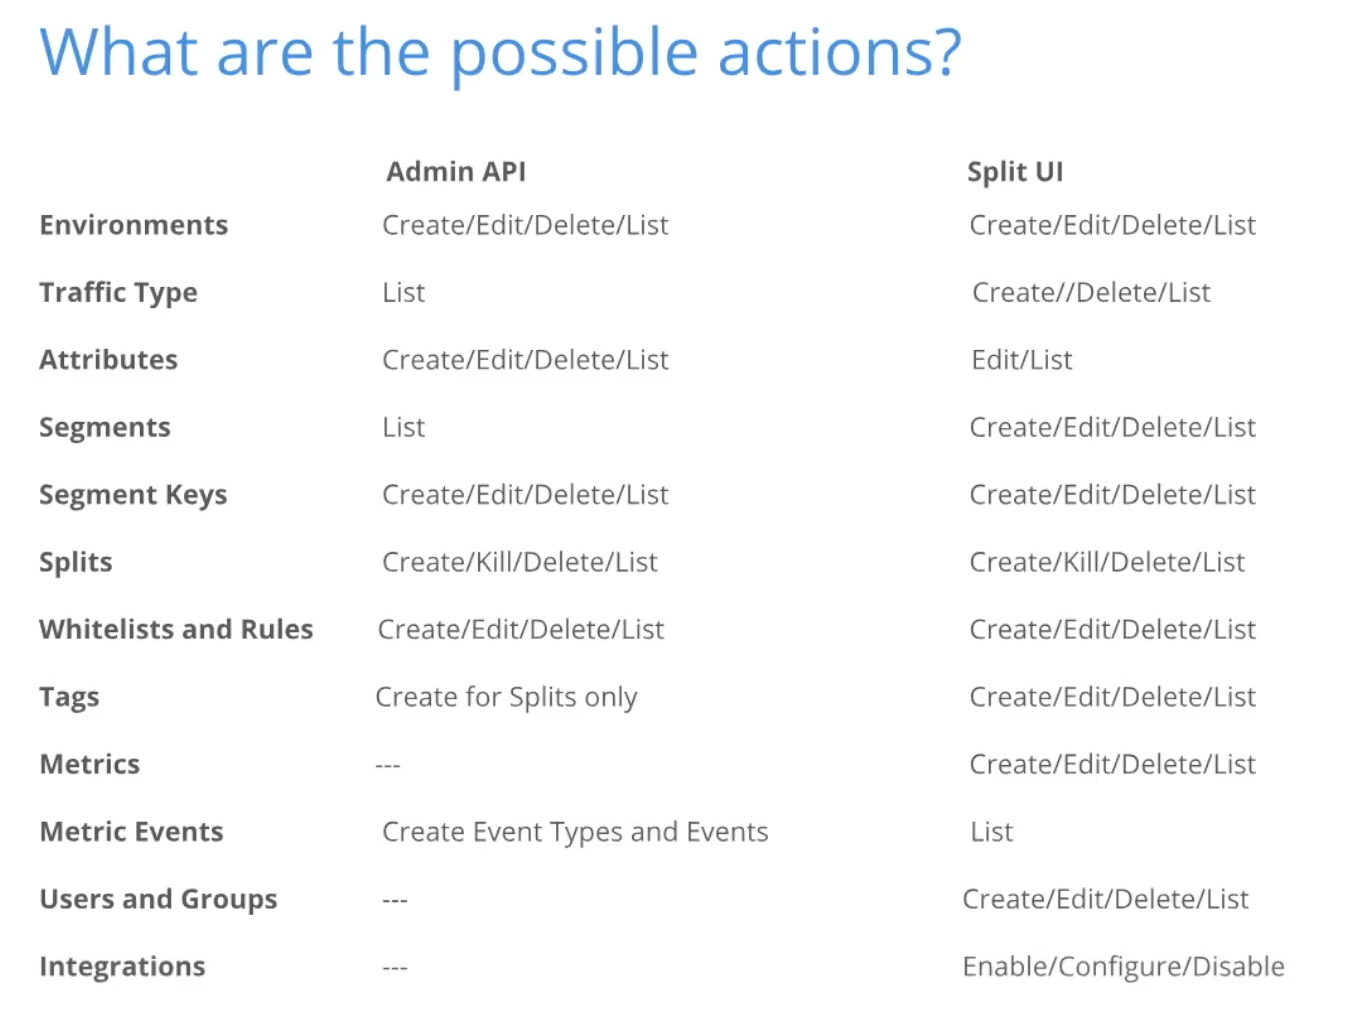 What are the possible actions?
Admin API Split UI
Environments Create/Edit/Delete/List Create/Edit/Delete/List
Traffic Type List Create//Delete/List
Attributes Create/Edit/Delete/List Edit/List
Segments List Create/Edit/Delete/List
Segment Keys Create/Edit/Delete/List Create/Edit/Delete/List
Splits Create/Kill/Delete/List Create/Kill/Delete/List
Whitelists and Rules Create/Edit/Delete/List Create/Edit/Delete/List
Tags Create for Splits only Create/Edit/Delete/List
Metrics --- Create/Edit/Delete/List
Metric Events Create Event Types and Events List
Users and Groups --- Create/Edit/Delete/List
Integrations --- Enable/Configure/Disable